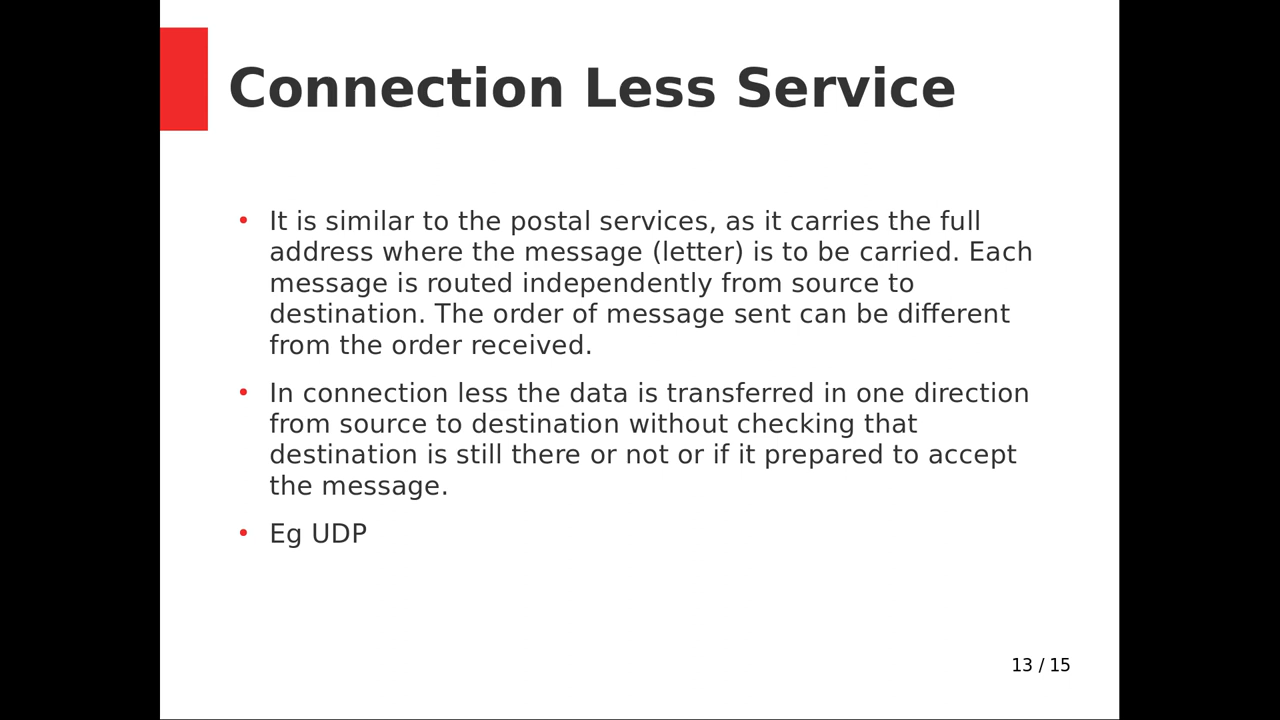 Connection Less Service
• It is similar to the postal services, as it carries the full
address where the message (letter) is to be carried. Each
message is routed independently from source to
destination. The order of message sent can be different
from the order received.
• In connection less the data is transferred in one direction
from source to destination without checking that
destination is still there or not or if it prepared to accept
the message.
• Eg UDP
13 / 15